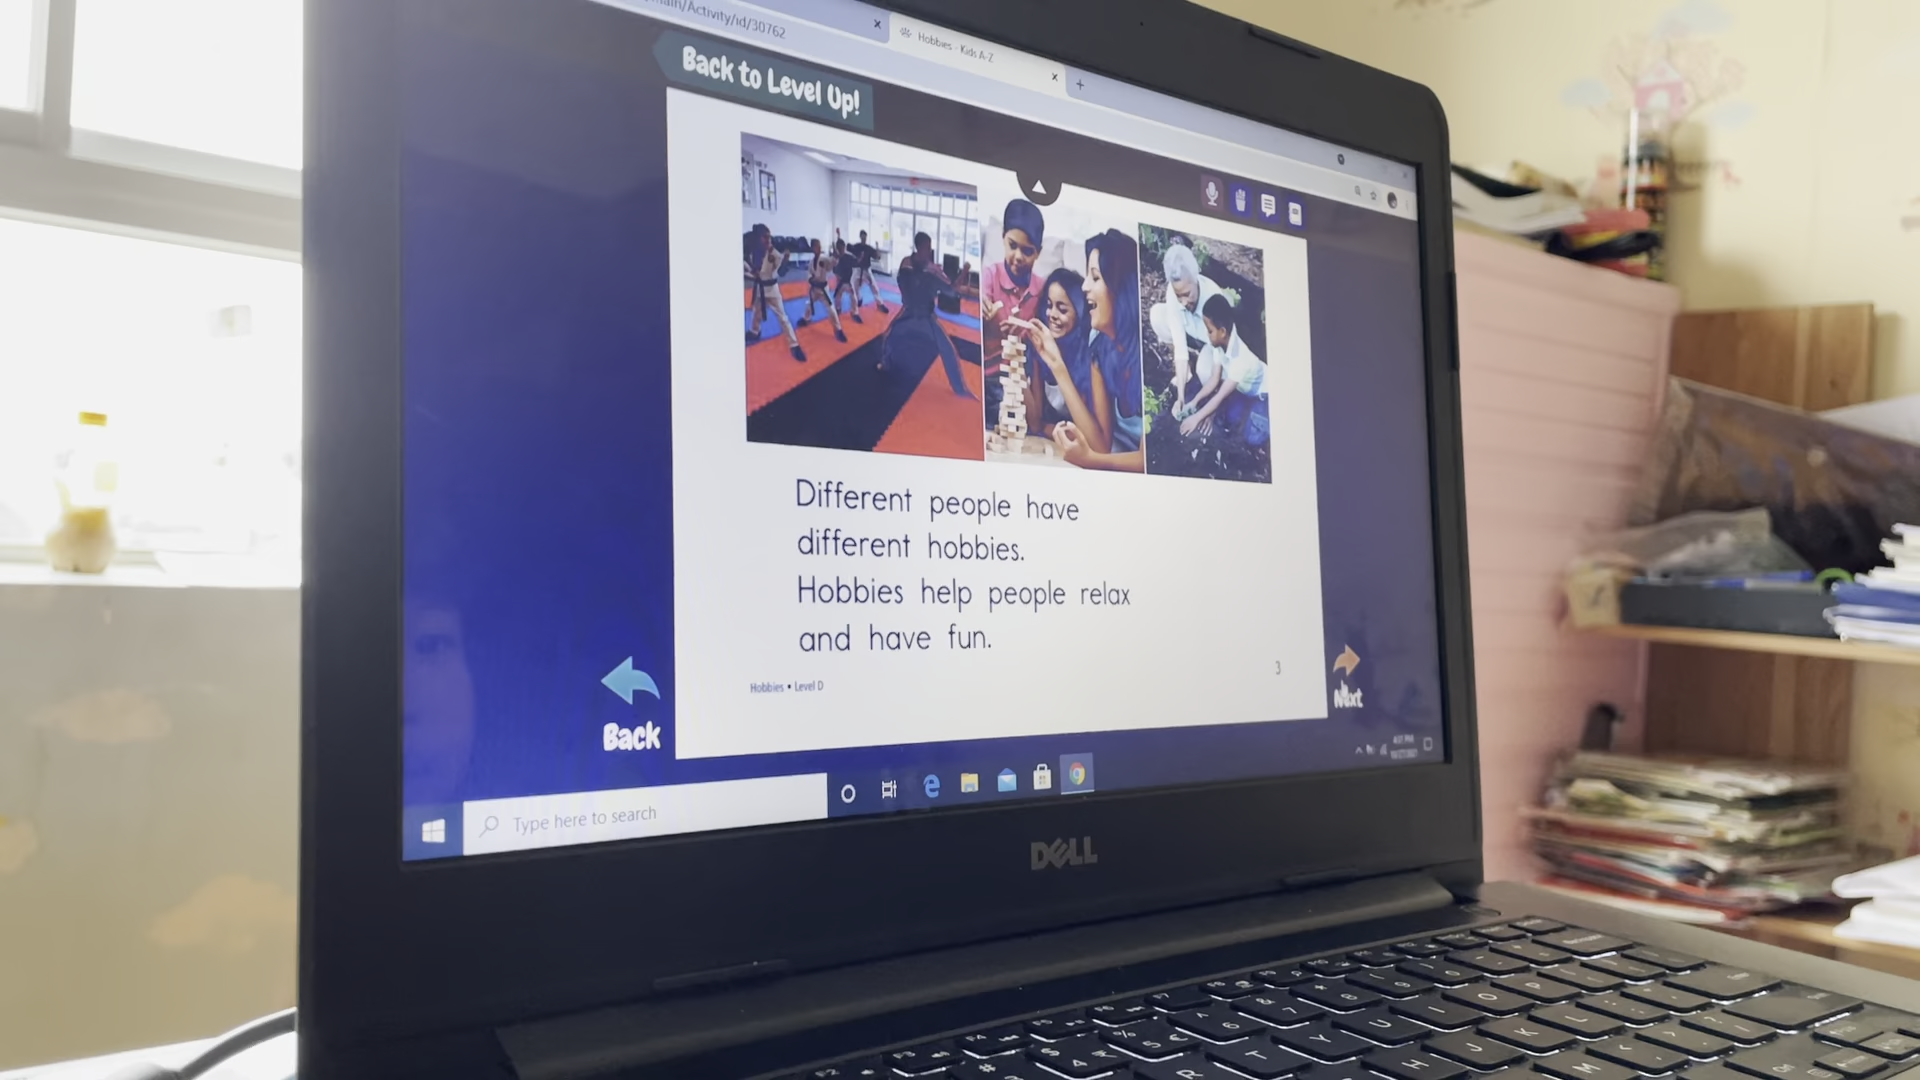 main/Activity/id/30762
Hobbies - Kids A-Z
Back to Level Up!
Different people have
different hobbies.
Hobbies help people relax
and have fun.
Hobbies • Level D
3
Back
Next
Type here to search
DELL